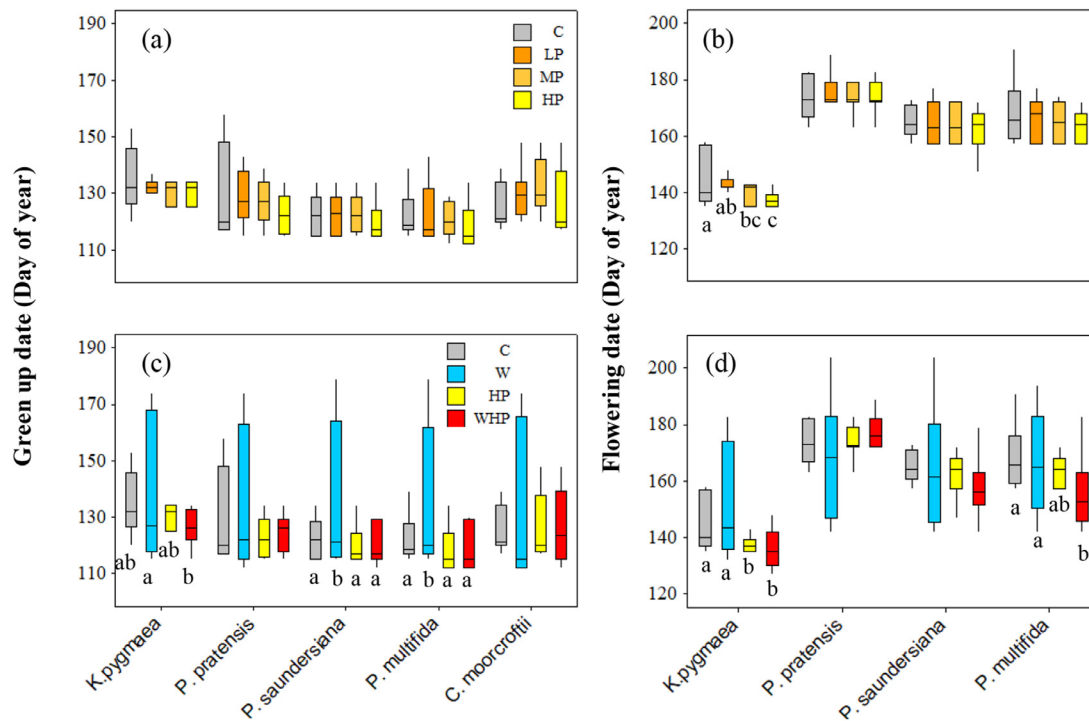 Green up date (Day of year)
Flowering date (Day of year)
(a)
190
170
150
130
110
C
LP
MP
HP
(b)
200
180
160
140
120
a
ab
bc
c
(c)
190
170
150
130
110
C
W
HP
WHP
ab a ab b
a b a a
a b a a
K.pygmaea
P. pratensis
P. saundersiana
P. multifida
C. moorcroftii
(d)
200
180
160
140
120
a a b b
a a ab b
K.pygmaea
P. pratensis
P. saundersiana
P. multifida